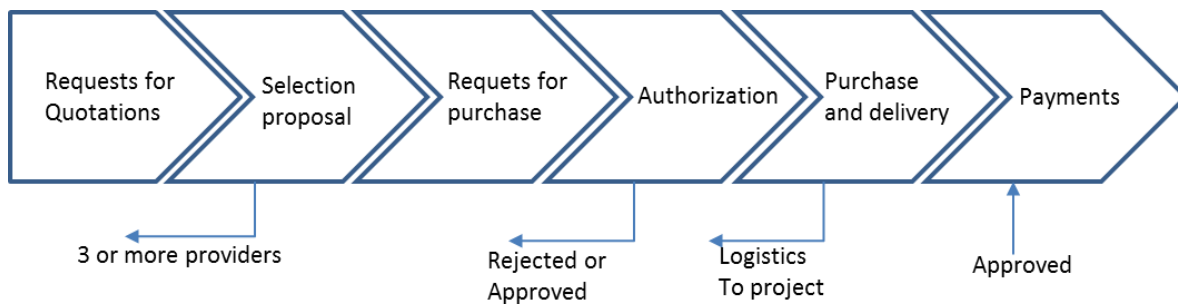 Requests for
Quotations
Selection
proposal
Requets for
purchase
Authorization
Purchase
and delivery
Payments
3 or more providers
Rejected or
Approved
Logistics
To project
Approved